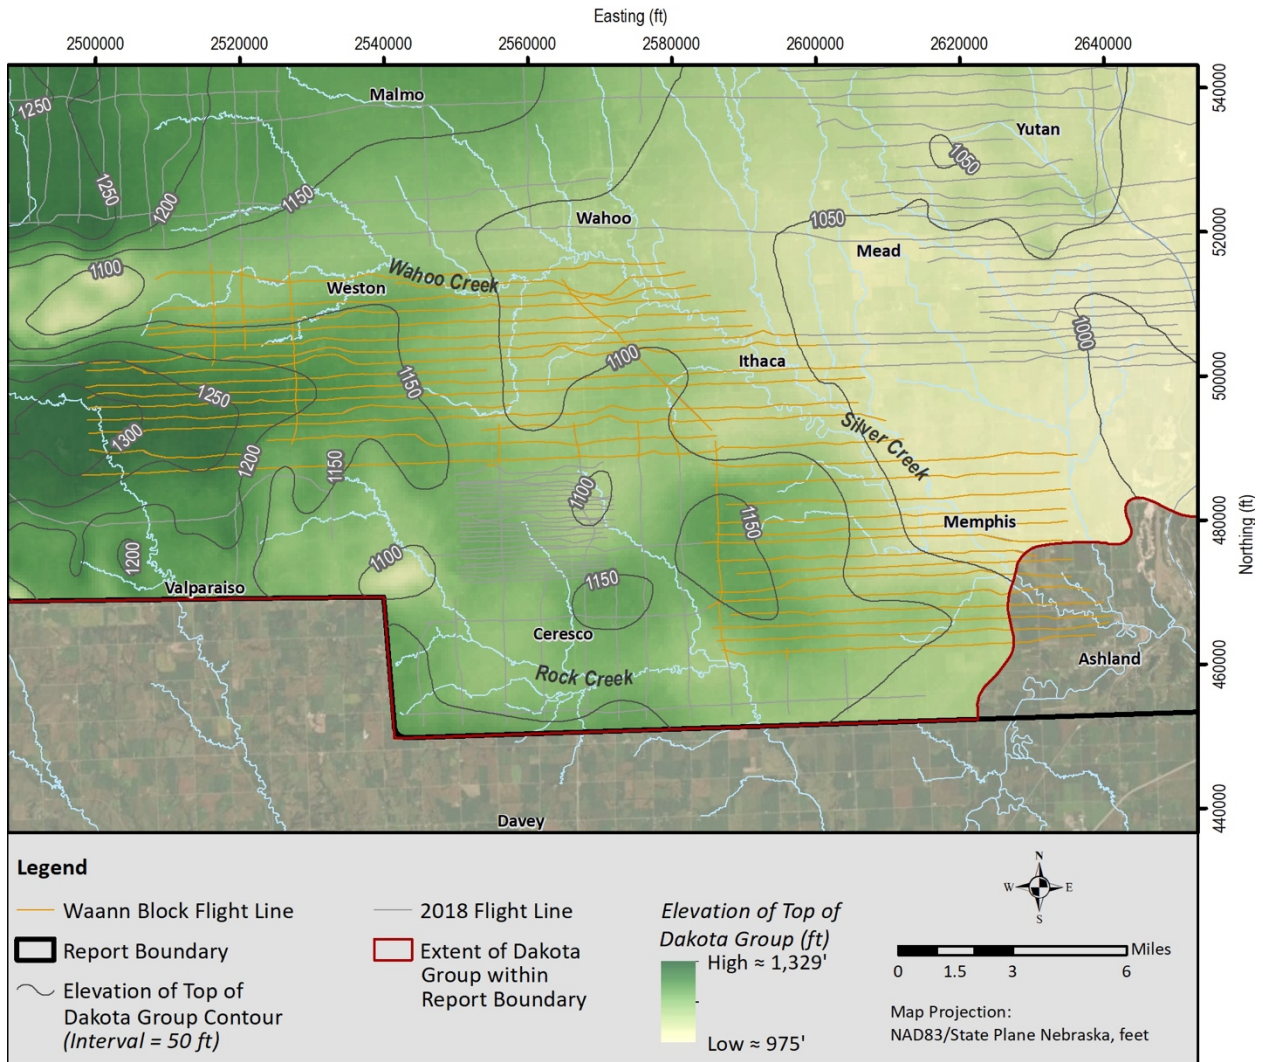 Easting (ft)
2500000 2520000 2540000 2560000 2580000 2600000 2620000 2640000
Malmo
540000
1250
Yutan
1050
1250
1200
1150
Wahoo
1050
520000
Mead
1100
Wahoo Creek
Weston
1000
1100
Ithaca
500000
1150
1250
1300
Silver Creek
1200
1150
1100
480000
Memphis
1150
Northing (ft)
1200
1100
Valparaiso
1150
Ceresco
Ashland
460000
Rock Creek
440000
Davey
Legend
Waann Block Flight Line
Report Boundary
Elevation of Top of
Dakota Group Contour
(Interval = 50 ft)
2018 Flight Line
Extent of Dakota
Group within
Report Boundary
Elevation of Top of
Dakota Group (ft)
High ≈ 1,329'
Low ≈ 975'
N
W E
S
Miles
0 1.5 3 6
Map Projection:
NAD83/State Plane Nebraska, feet